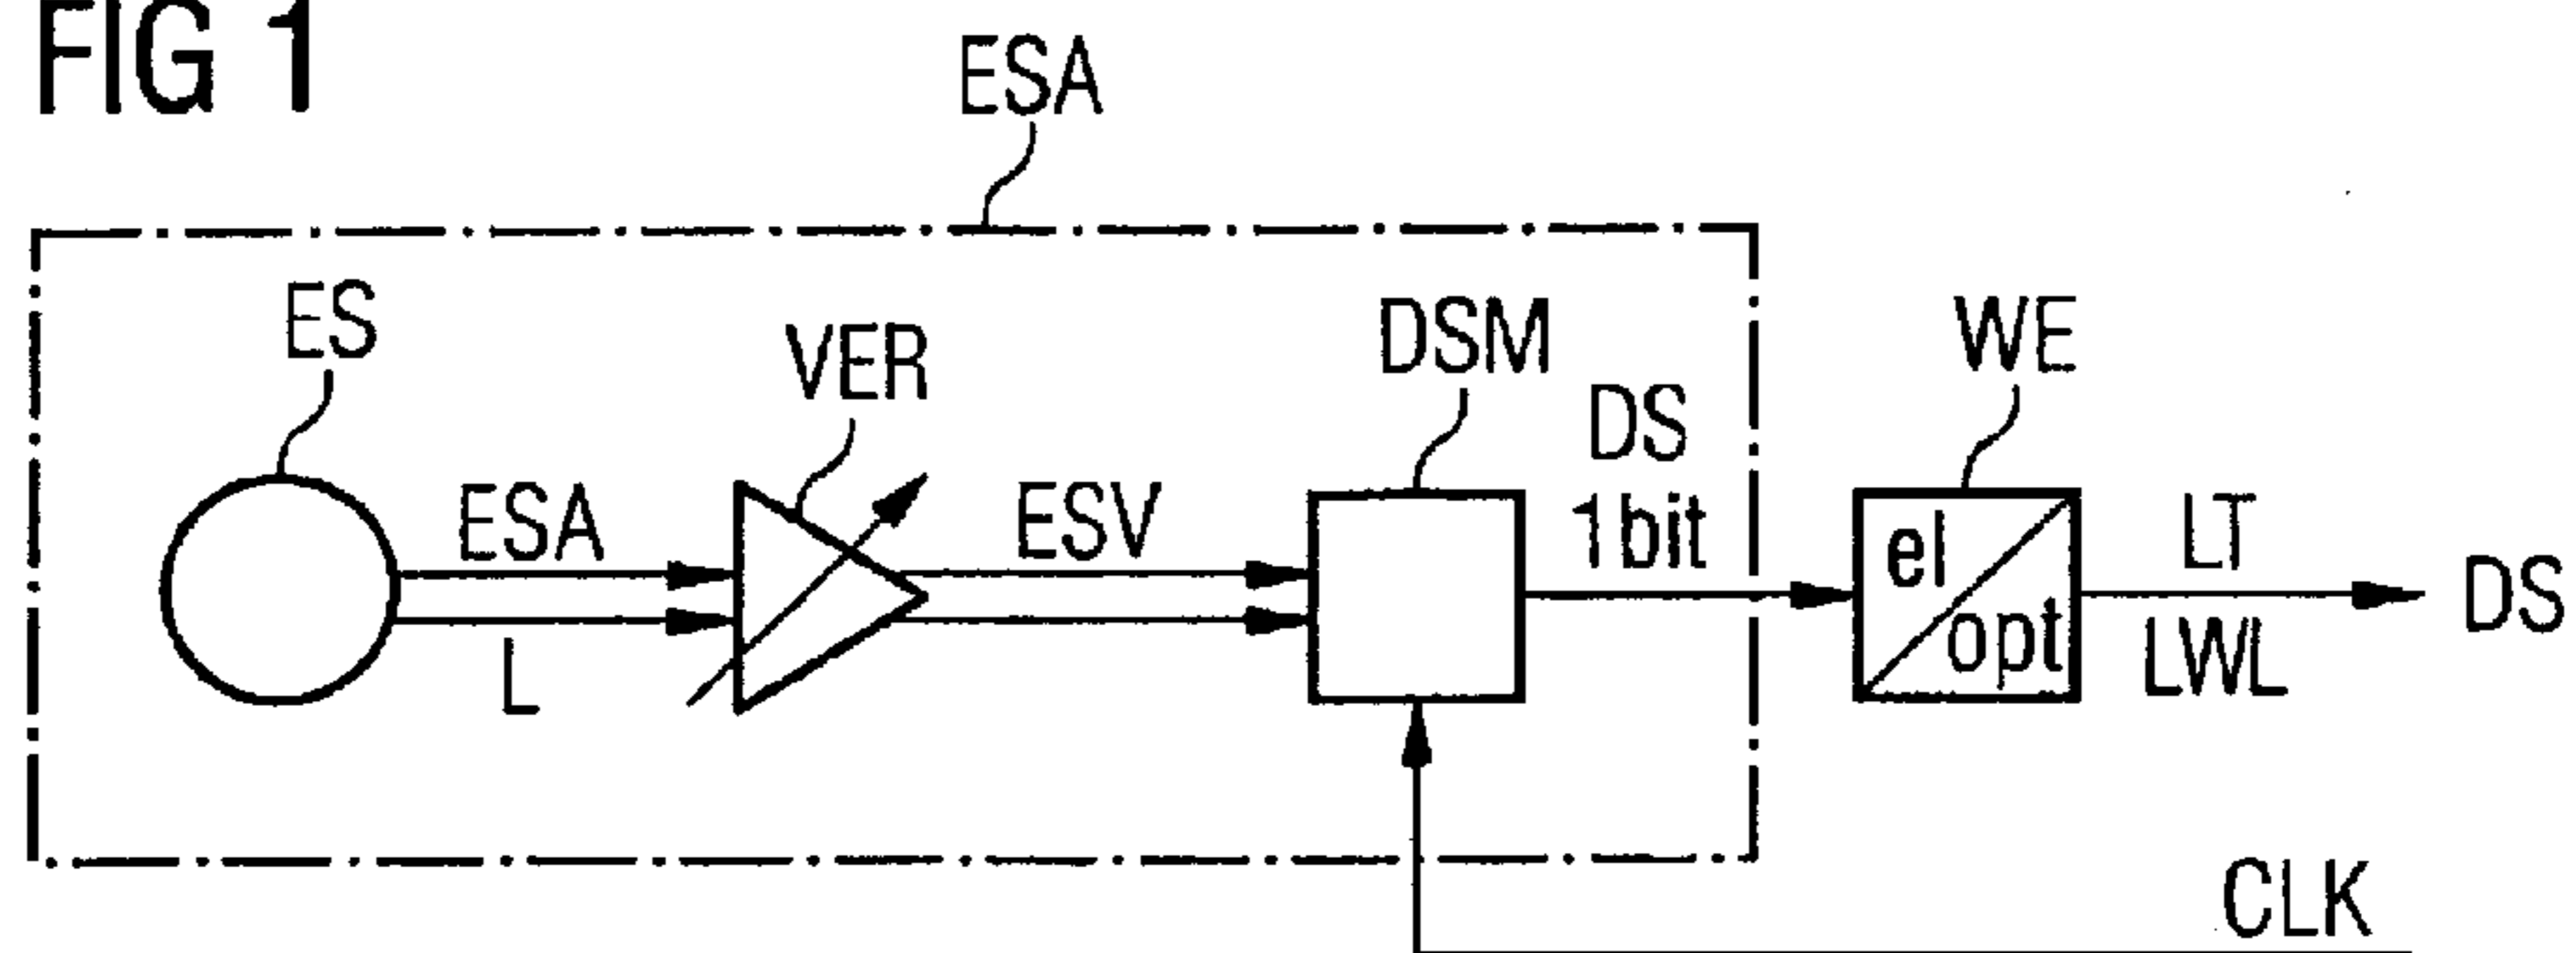 FIG 1
ESA
ES
VER
DSM
WE
DS
1bit
ESA
L
ESV
el
opt
LT
LWL
DS
CLK